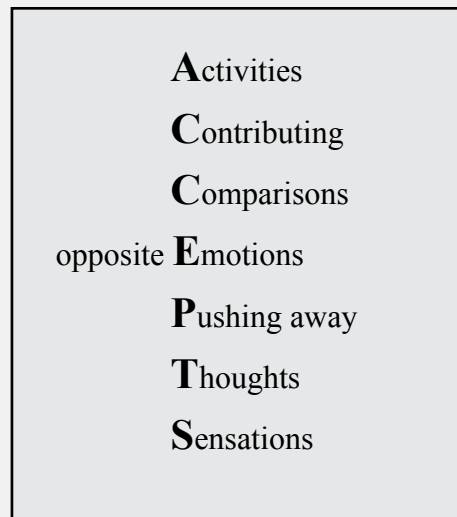 Activities
Contributing
Comparisons
opposite Emotions
Pushing away
Thoughts
Sensations